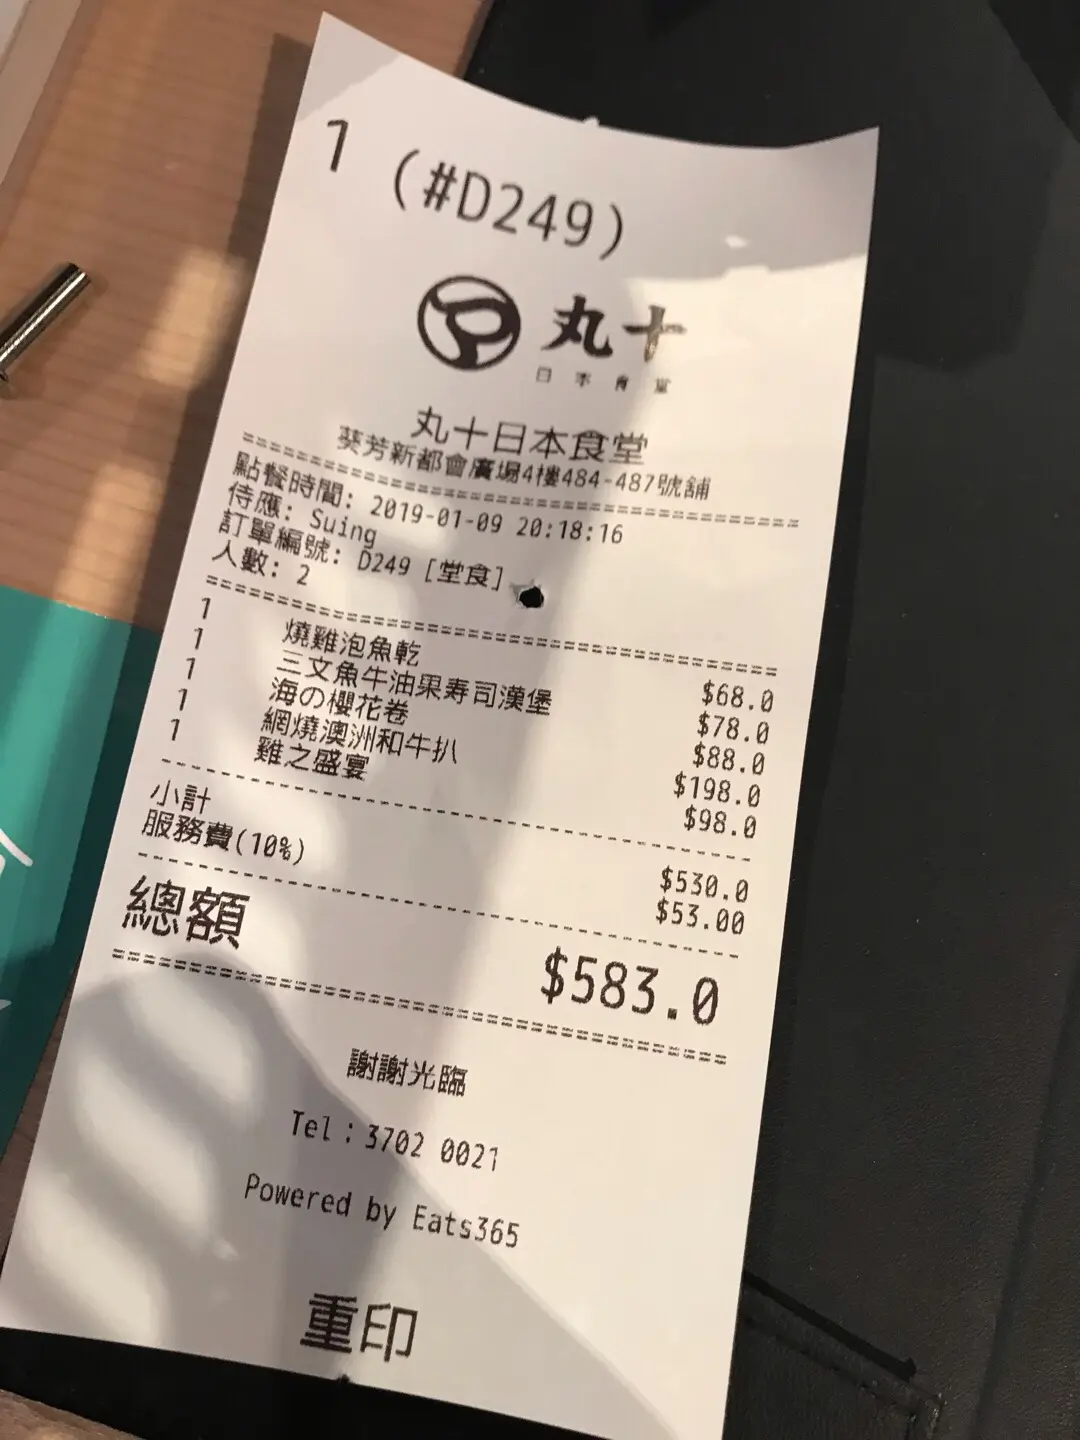 1 (#D249)
丸十
日本食堂
丸十日本食堂
葵芳新都會廣場4樓484-487號舖
點餐時間: 2019-01-09 20:18:16
侍應: Suing
訂單編號: D249 [堂食]
人數: 2
1 燒雞泡魚乾 $68.0
1 三文魚牛油果寿司漢堡 $78.0
1 海の櫻花卷 $88.0
1 網燒澳洲和牛扒 $198.0
1 雞之盛宴 $98.0
小計 $530.0
服務費(10%) $53.00
總額 $583.0
謝謝光臨
Tel：3702 0021
Powered by Eats365
重印